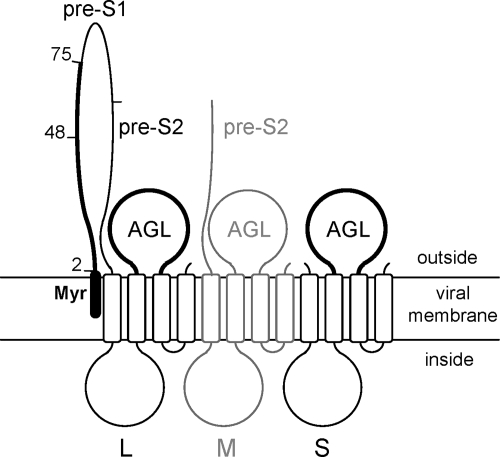 pre-S1
75
48
pre-S2
pre-S2
AGL
AGL
AGL
2
outside
Myr
viral
membrane
inside
L
M
S